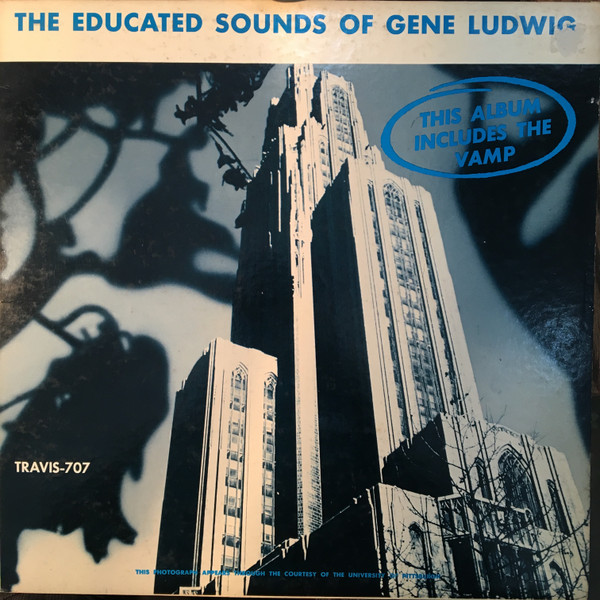 THE EDUCATED SOUNDS OF GENE LUDWIG
THIS ALBUM
INCLUDES THE
VAMP
TRAVIS-707
THIS PHOTOGRAPH APPEARS THROUGH THE COURTESY OF THE UNIVERSITY OF PITTSBURGH